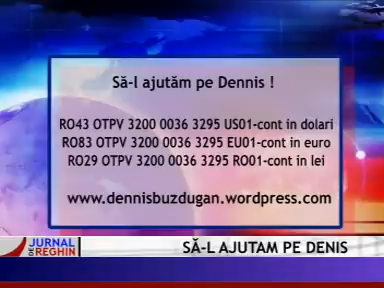 Să-l ajutăm pe Dennis !
RO43 OTPV 3200 0036 3295 US01-cont in dolari
RO83 OTPV 3200 0036 3295 EU01-cont in euro
RO29 OTPV 3200 0036 3295 RO01-cont in lei
www.dennisbuzdugan.wordpress.com
JURNAL
DE REGHIN
SĂ-L AJUTAM PE DENIS